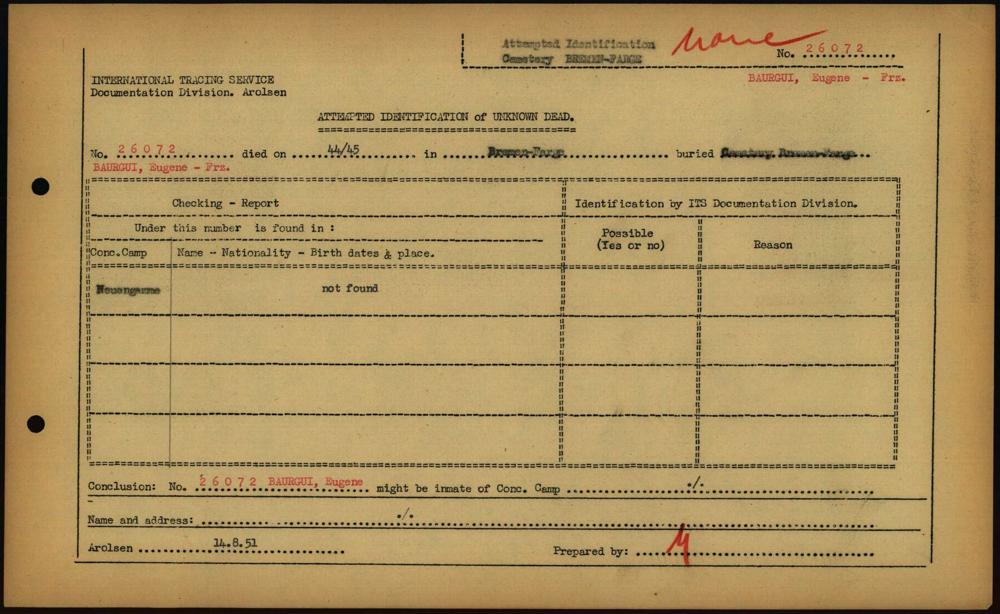 Attempted Identification
Cemetery BREMEN-FARGE
None
No. 26072
INTERNATIONAL TRACING SERVICE
Documentation Division. Arolsen
BAURGUI, Eugene - Frz.
ATTEMPTED IDENTIFICATION of UNKNOWN DEAD.
No. 26072 died on 44/45 in Bremen-Farge buried Cemetery Bremen-Farge
BAURGUI, Eugene - Frz.
Checking - Report
Identification by ITS Documentation Division.
Under this number is found in :
Possible
(Yes or no)
Reason
Conc.Camp
Name - Nationality - Birth dates & place.
Neuengamme
not found
Conclusion: No. 26072 BAURGUI, Eugene might be inmate of Conc. Camp ./.
Name and address: ./.
Arolsen 14.8.51
Prepared by: